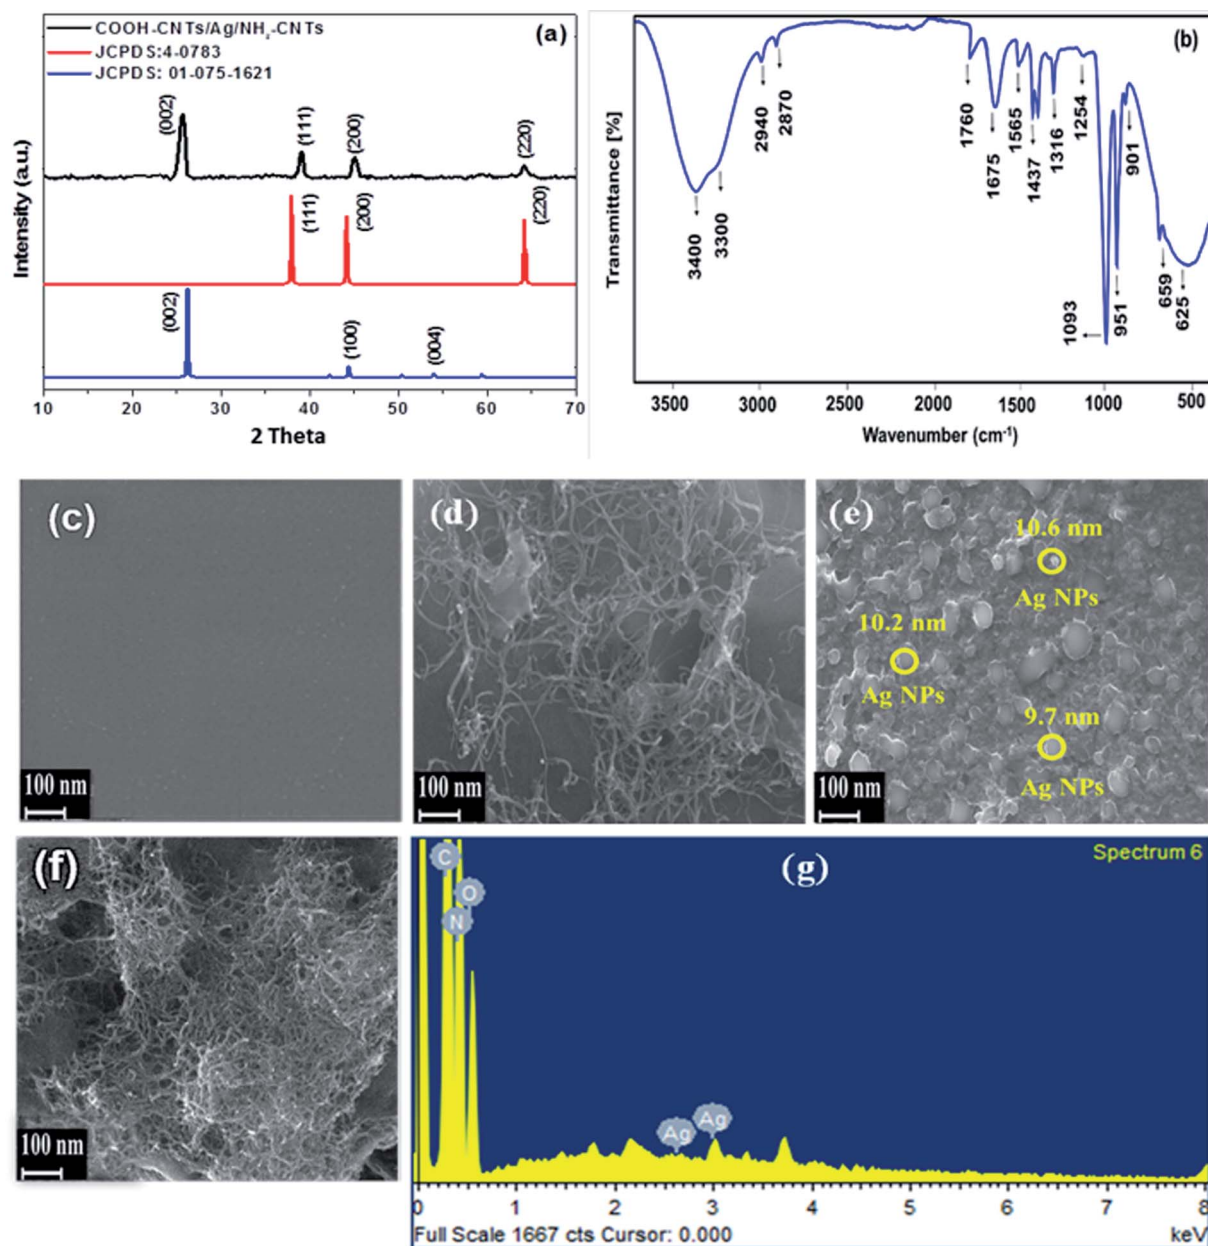 COOH-CNTs/Ag/NHx-CNTs
JCPDS:4-0783
JCPDS: 01-075-1621
(a)
Intensity (a.u.)
(002)
(111)
(200)
(220)
(111)
(200)
(220)
(002)
(100)
(004)
10 20 30 40 50 60 70
2 Theta
(b)
Transmittance [%]
3400
3300
2940
2870
1760
1675
1565
1437
1316
1254
1093
951
901
659
625
3500 3000 2500 2000 1500 1000 500
Wavenumber (cm-1)
(c)
100 nm
(d)
100 nm
(e)
10.6 nm
Ag NPs
10.2 nm
Ag NPs
9.7 nm
Ag NPs
100 nm
(f)
100 nm
(g)
Spectrum 6
C
O
N
Ag
Ag
0 1 2 3 4 5 6 7 8
Full Scale 1667 cts Cursor: 0.000 keV